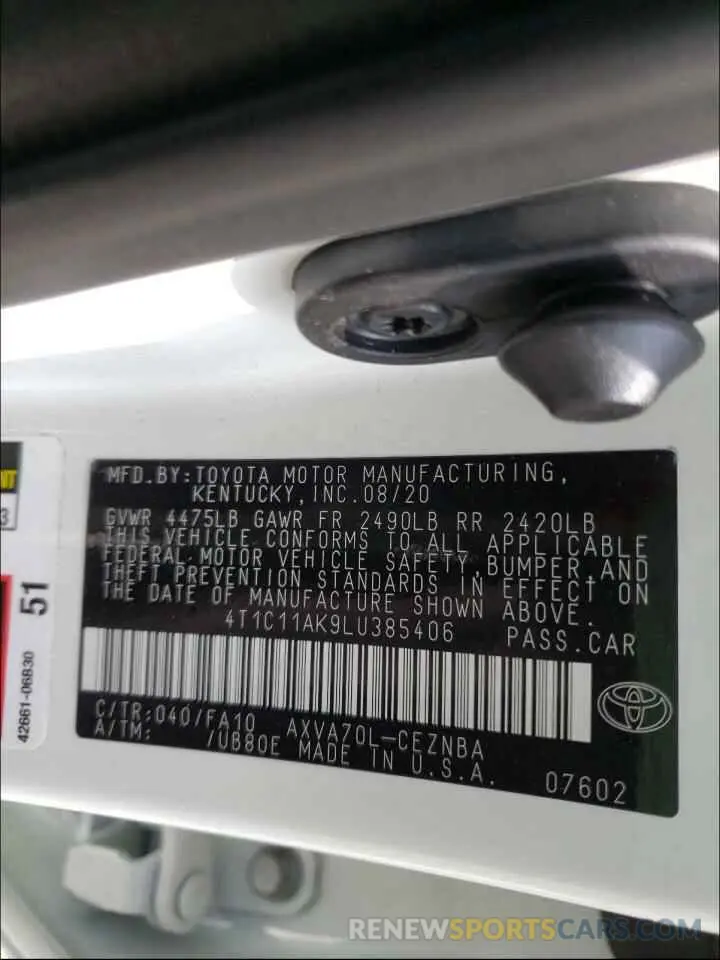 MFD.BY:TOYOTA MOTOR MANUFACTURING,
KENTUCKY, INC. 08/20
GVWR 4475LB GAWR FR 2490LB RR 2420LB
THIS VEHICLE CONFORMS TO ALL APPLICABLE
FEDERAL MOTOR VEHICLE SAFETY, BUMPER AND
THEFT PREVENTION STANDARDS IN EFFECT ON
THE DATE OF MANUFACTURE SHOWN ABOVE.
4T1C11AK9LU385406 PASS.CAR
C/TR:040/FA10 AXVA70L-CEZNBA
A/TM: /UB80E MADE IN U.S.A. 07602
NT
3
51
42661-06830
RENEWSPORTSCARS.COM